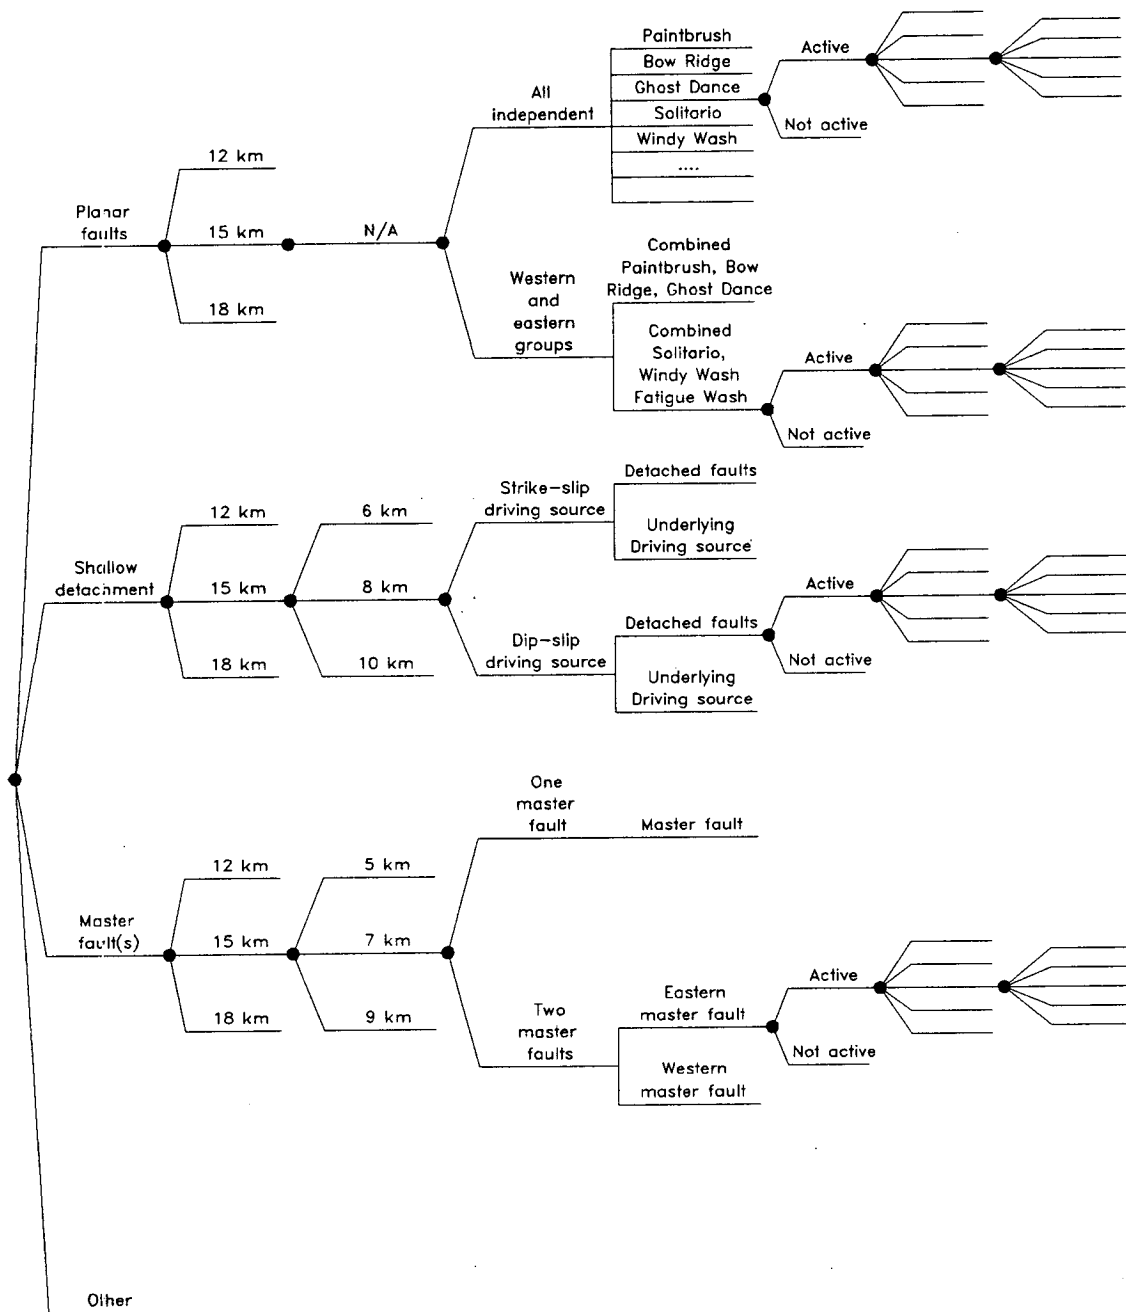 Paintbrush
Bow Ridge
Ghost Dance
Solitario
Windy Wash
....
All
independent
Active
Not active
12 km
Planar
faults
15 km
N/A
18 km
Western
and
eastern
groups
Combined
Paintbrush, Bow
Ridge, Ghost Dance
Combined
Solitario,
Windy Wash
Fatigue Wash
Active
Not active
Shallow
detachment
12 km
15 km
18 km
6 km
8 km
10 km
Strike-slip
driving source
Detached faults
Underlying
Driving source
Dip-slip
driving source
Detached faults
Underlying
Driving source
Active
Not active
Master
fault(s)
12 km
15 km
18 km
5 km
7 km
9 km
One
master
fault
Master fault
Two
master
faults
Eastern
master fault
Western
master fault
Active
Not active
Other